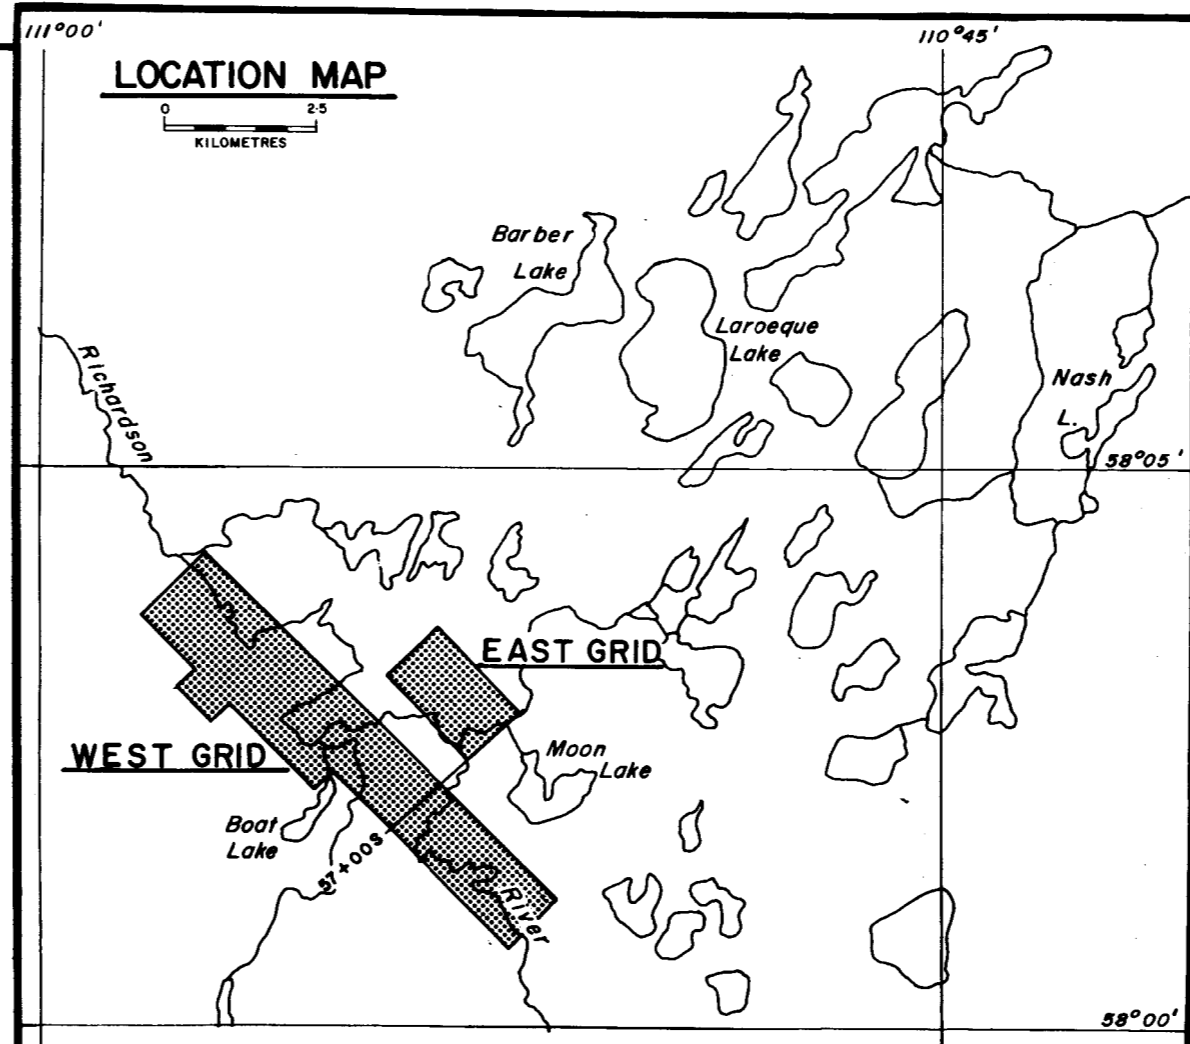 111°00'
110°45'
LOCATION MAP
0 2·5
KILOMETRES
Barber
Lake
Laroeque
Lake
Richardson
Nash
L.
58°05'
EAST GRID
WEST GRID
Moon
Lake
Boat
Lake
57+00S
River
58°00'